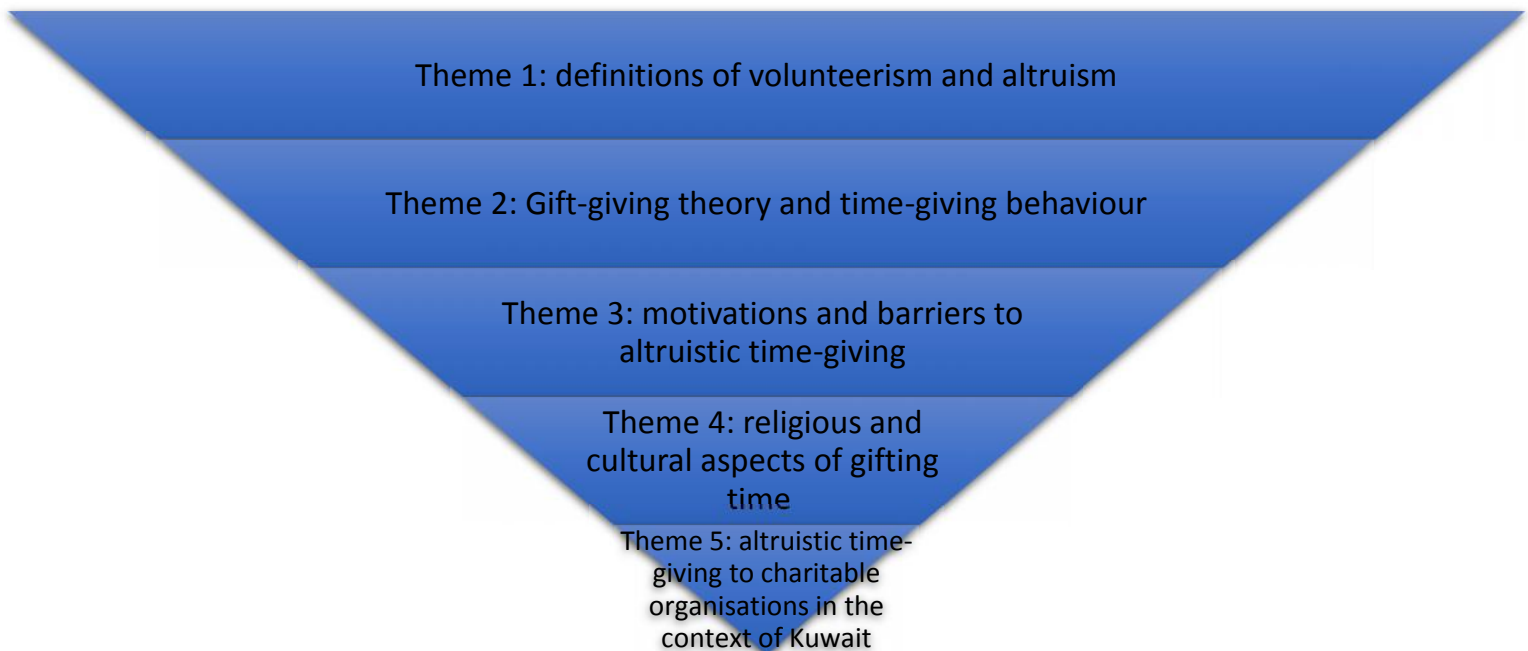 Theme 1: definitions of volunteerism and altruism
Theme 2: Gift-giving theory and time-giving behaviour
Theme 3: motivations and barriers to
altruistic time-giving
Theme 4: religious and
cultural aspects of gifting
time
Theme 5: altruistic time-
giving to charitable
organisations in the
context of Kuwait